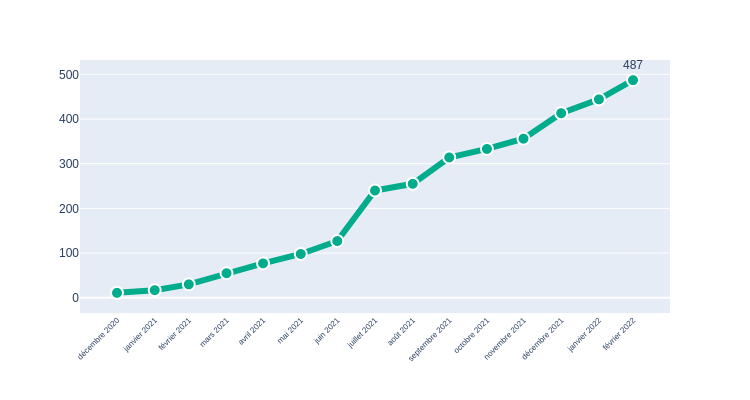 487
500
400
300
200
100
0
décembre 2020
janvier 2021
février 2021
mars 2021
avril 2021
mai 2021
juin 2021
juillet 2021
août 2021
septembre 2021
octobre 2021
novembre 2021
décembre 2021
janvier 2022
février 2022